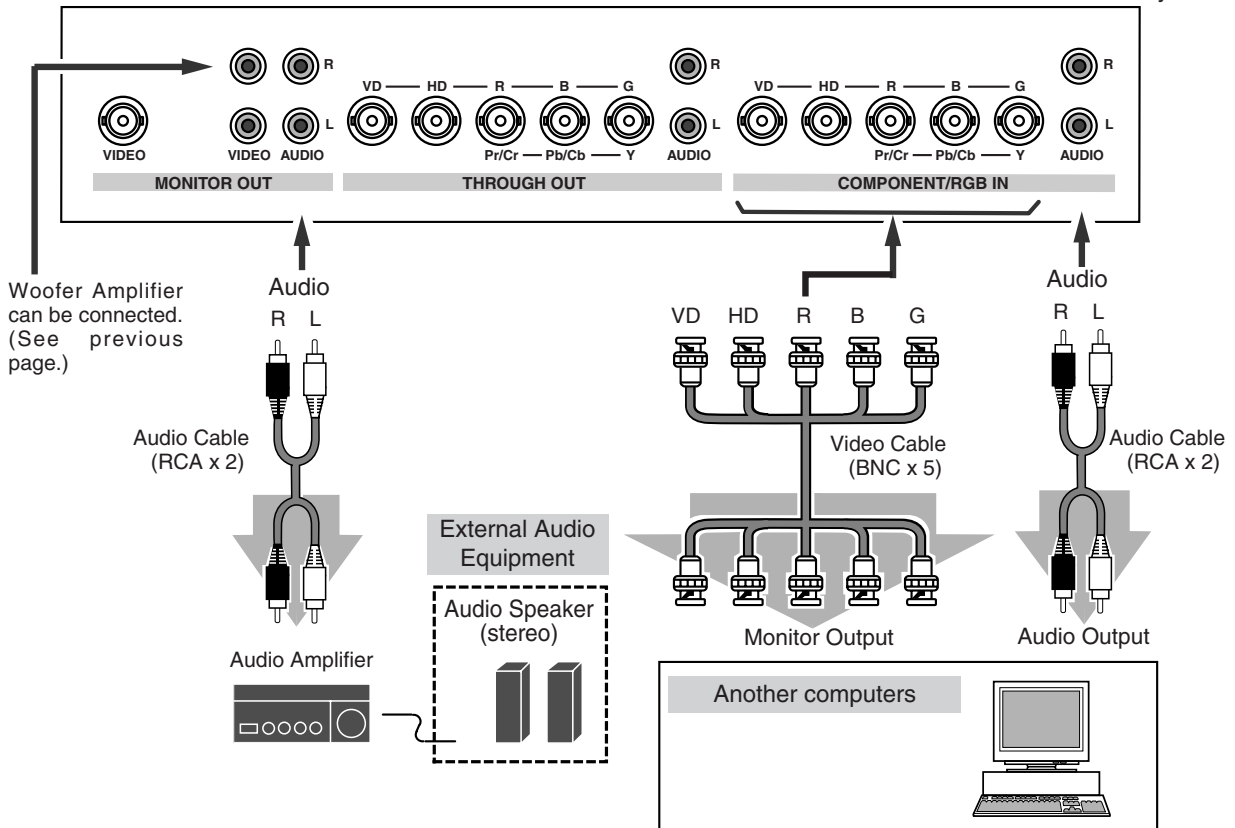 R
R
R
VD HD R B G
VD HD R B G
L
L
L
VIDEO
VIDEO AUDIO
Pr/Cr Pb/Cb Y
AUDIO
Pr/Cr Pb/Cb Y
AUDIO
MONITOR OUT
THROUGH OUT
COMPONENT/RGB IN
Woofer Amplifier
can be connected.
(See previous
page.)
Audio
R L
VD HD R B G
Audio
R L
Audio Cable
(RCA x 2)
Video Cable
(BNC x 5)
Audio Cable
(RCA x 2)
External Audio
Equipment
Audio Speaker
(stereo)
Audio Amplifier
Monitor Output
Audio Output
Another computers